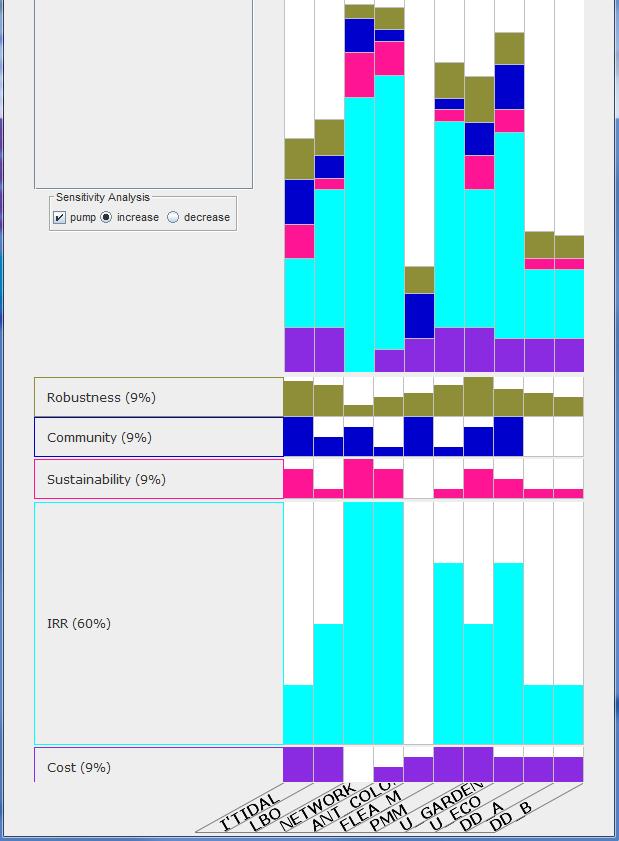 Sensitivity Analysis
pump increase decrease
Robustness (9%)
Community (9%)
Sustainability (9%)
IRR (60%)
Cost (9%)
I'TIDAL
LBO
NETWORK
ANT_COLO
FLEA_M
PMM
U_GARDEN
U_ECO
DD_A
DD_B